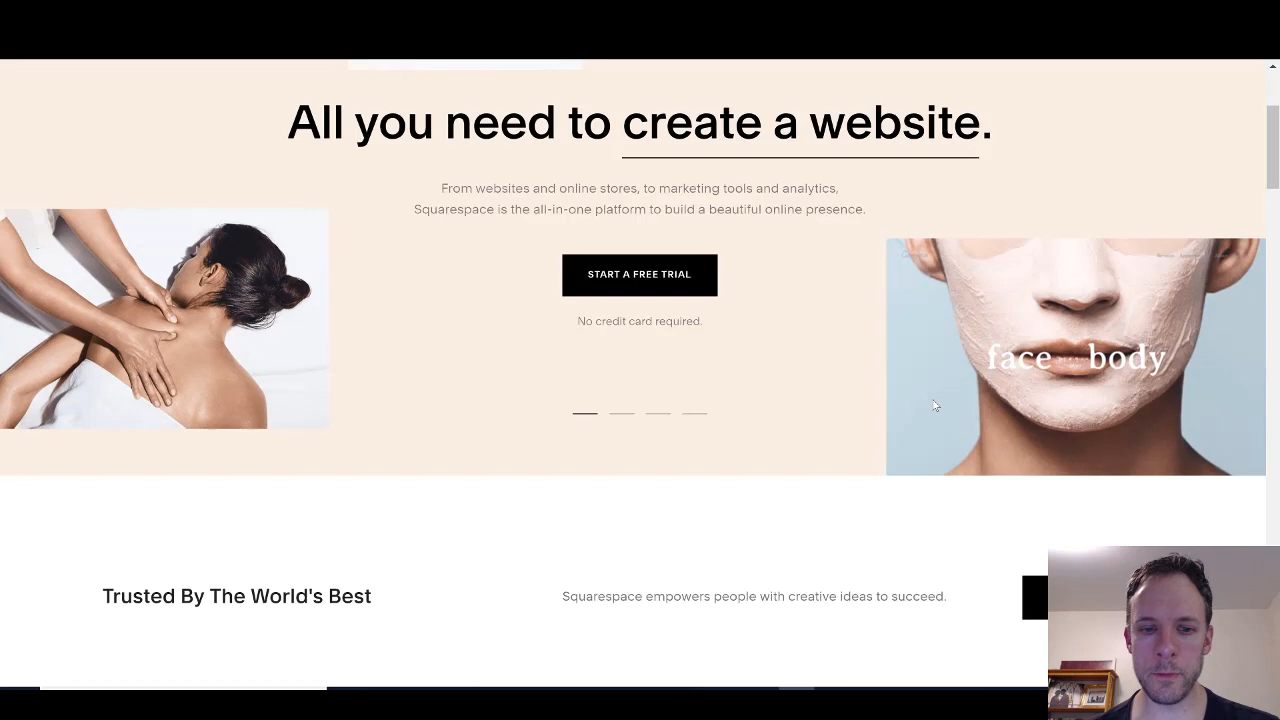 All you need to create a website.
From websites and online stores, to marketing tools and analytics,
Squarespace is the all-in-one platform to build a beautiful online presence.
START A FREE TRIAL
No credit card required.
face body
Trusted By The World's Best
Squarespace empowers people with creative ideas to succeed.